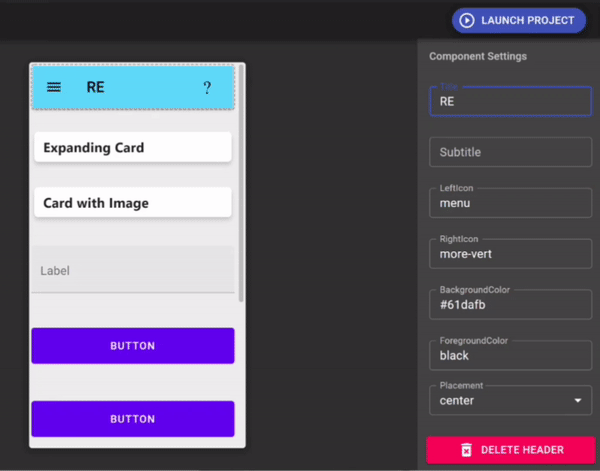 LAUNCH PROJECT
Component Settings
RE
?
Expanding Card
Card with Image
Label
BUTTON
BUTTON
Title
RE
Subtitle
LeftIcon
menu
RightIcon
more-vert
BackgroundColor
#61dafb
ForegroundColor
black
Placement
center
DELETE HEADER